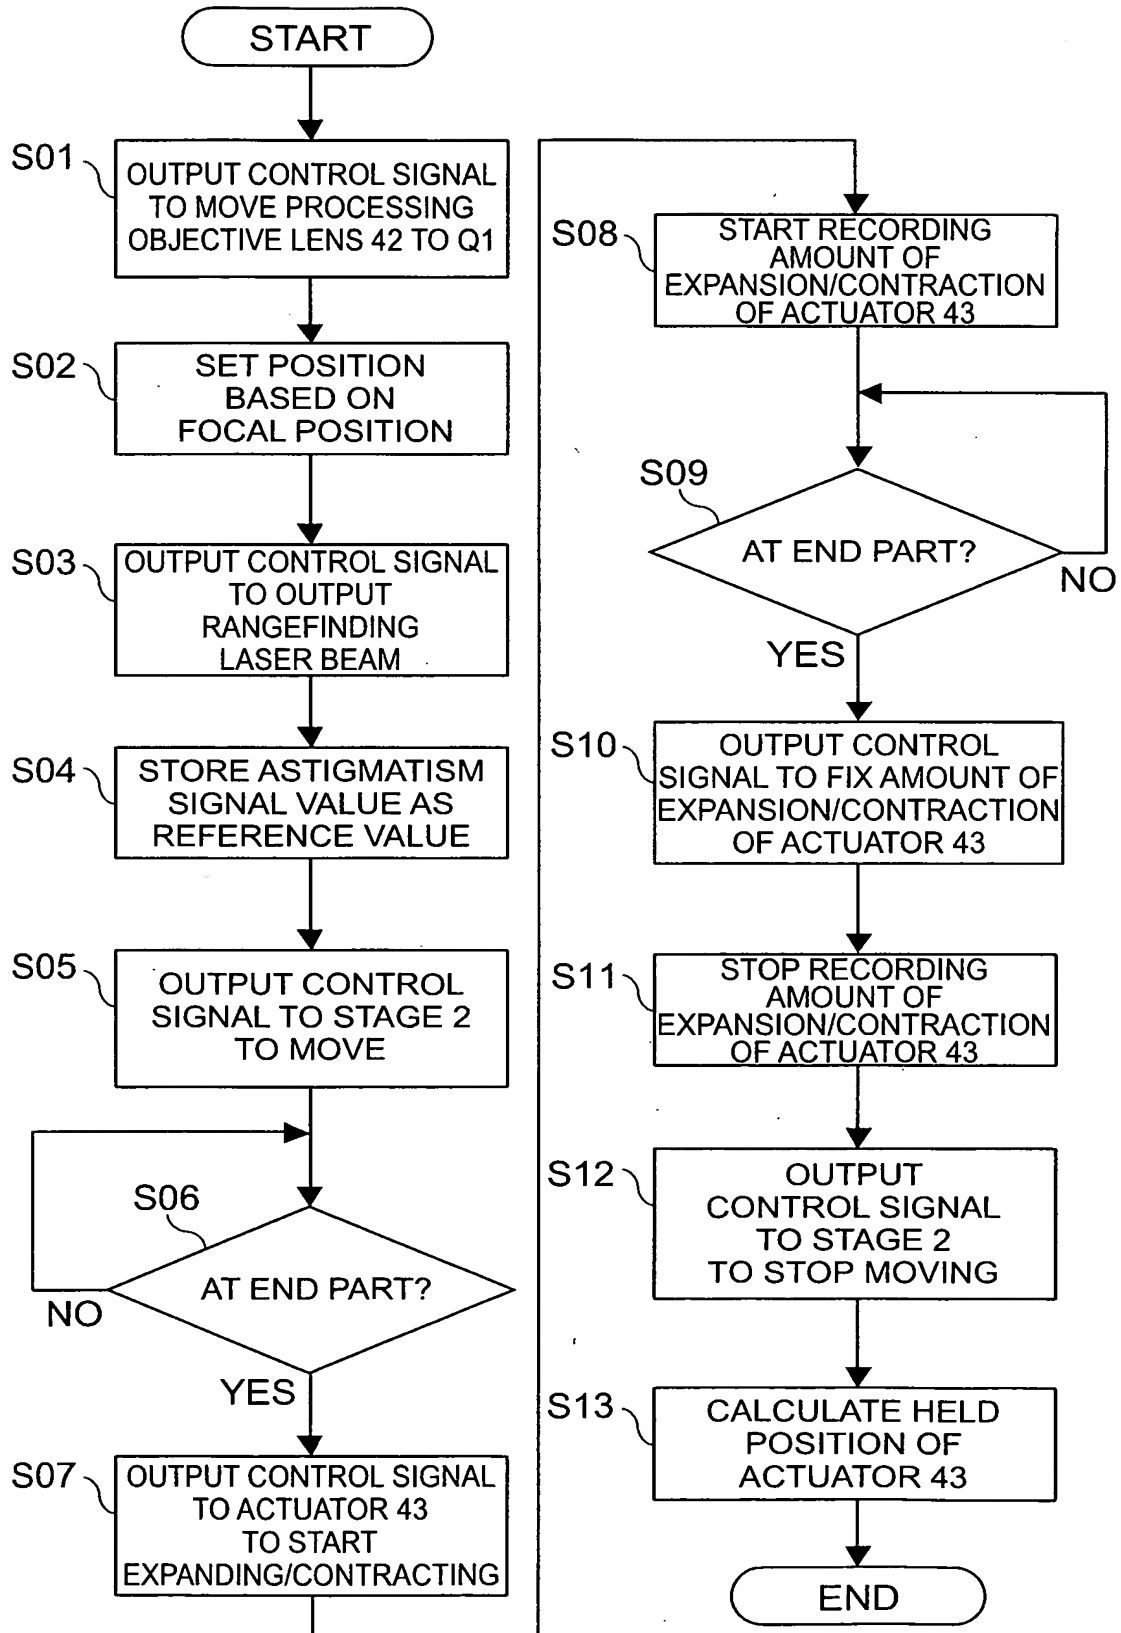 START
S01
OUTPUT CONTROL SIGNAL
TO MOVE PROCESSING
OBJECTIVE LENS 42 TO Q1
S02
SET POSITION
BASED ON
FOCAL POSITION
S03
OUTPUT CONTROL SIGNAL
TO OUTPUT
RANGEFINDING
LASER BEAM
S04
STORE ASTIGMATISM
SIGNAL VALUE AS
REFERENCE VALUE
S05
OUTPUT CONTROL
SIGNAL TO STAGE 2
TO MOVE
S06
AT END PART?
NO
YES
S07
OUTPUT CONTROL SIGNAL
TO ACTUATOR 43
TO START
EXPANDING/CONTRACTING
S08
START RECORDING
AMOUNT OF
EXPANSION/CONTRACTION
OF ACTUATOR 43
S09
AT END PART?
NO
YES
S10
OUTPUT CONTROL
SIGNAL TO FIX AMOUNT OF
EXPANSION/CONTRACTION
OF ACTUATOR 43
S11
STOP RECORDING
AMOUNT OF
EXPANSION/CONTRACTION
OF ACTUATOR 43
S12
OUTPUT
CONTROL SIGNAL
TO STAGE 2
TO STOP MOVING
S13
CALCULATE HELD
POSITION OF
ACTUATOR 43
END